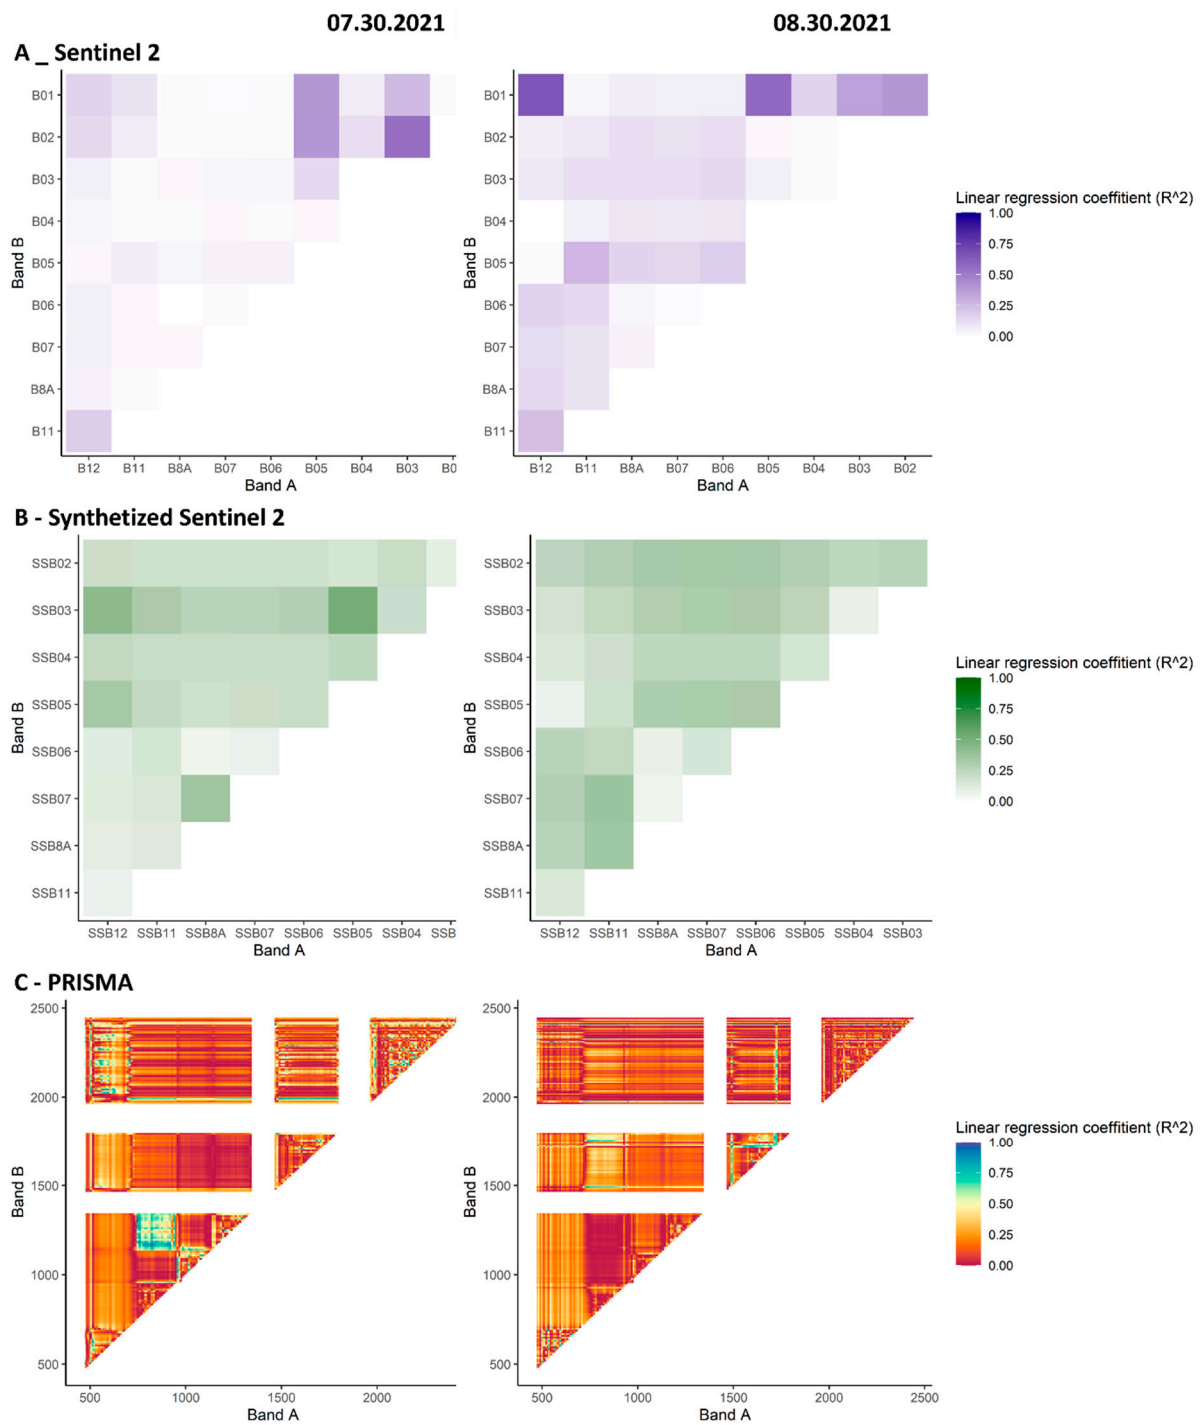 07.30.2021
08.30.2021
A _ Sentinel 2
Band B
B01
B02
B03
B04
B05
B06
B07
B8A
B11
B12 B11 B8A B07 B06 B05 B04 B03 B0
Band A
Band B
B01
B02
B03
B04
B05
B06
B07
B8A
B11
B12 B11 B8A B07 B06 B05 B04 B03 B02
Band A
Linear regression coeffitient (R^2)
1.00
0.75
0.50
0.25
0.00
B - Synthetized Sentinel 2
Band B
SSB02
SSB03
SSB04
SSB05
SSB06
SSB07
SSB8A
SSB11
SSB12 SSB11 SSB8A SSB07 SSB06 SSB05 SSB04 SSB
Band A
Band B
SSB02
SSB03
SSB04
SSB05
SSB06
SSB07
SSB8A
SSB11
SSB12 SSB11 SSB8A SSB07 SSB06 SSB05 SSB04 SSB03
Band A
Linear regression coeffitient (R^2)
1.00
0.75
0.50
0.25
0.00
C - PRISMA
Band B
2500
2000
1500
1000
500
500 1000 1500 2000
Band A
Band B
2500
2000
1500
1000
500
500 1000 1500 2000 2500
Band A
Linear regression coeffitient (R^2)
1.00
0.75
0.50
0.25
0.00